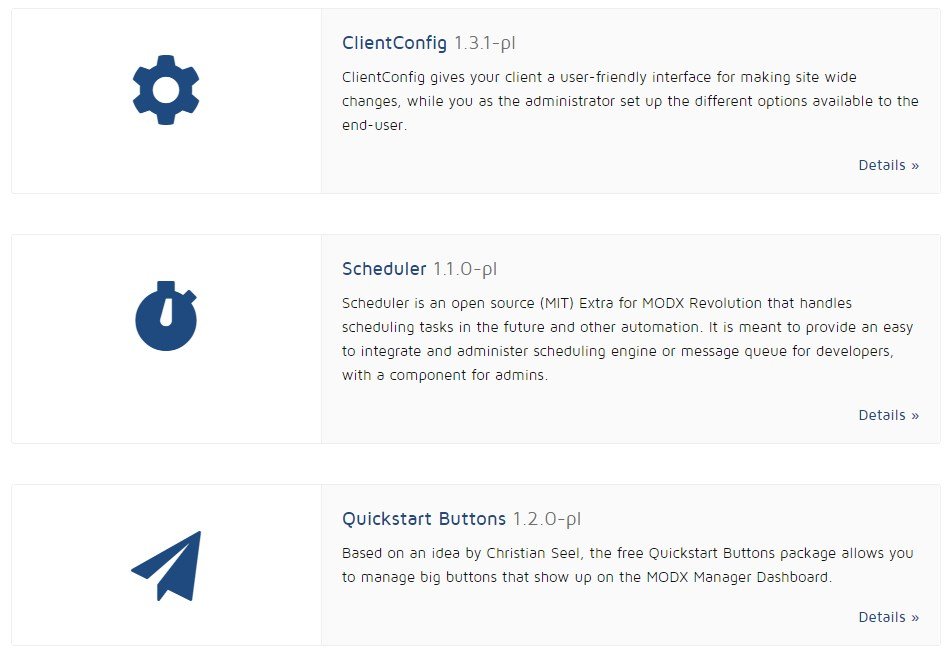 ClientConfig 1.3.1-pl
ClientConfig gives your client a user-friendly interface for making site wide
changes, while you as the administrator set up the different options available to the
end-user.
Details »
Scheduler 1.1.0-pl
Scheduler is an open source (MIT) Extra for MODX Revolution that handles
scheduling tasks in the future and other automation. It is meant to provide an easy
to integrate and administer scheduling engine or message queue for developers,
with a component for admins.
Details »
Quickstart Buttons 1.2.0-pl
Based on an idea by Christian Seel, the free Quickstart Buttons package allows you
to manage big buttons that show up on the MODX Manager Dashboard.
Details »